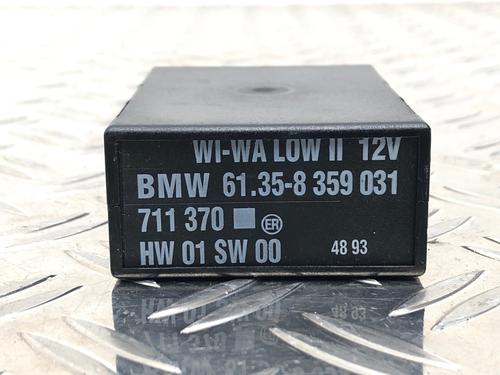 WI-WA LOW II 12V
BMW 61.35-8 359 031
711 370 ER
HW 01 SW 00 48 93